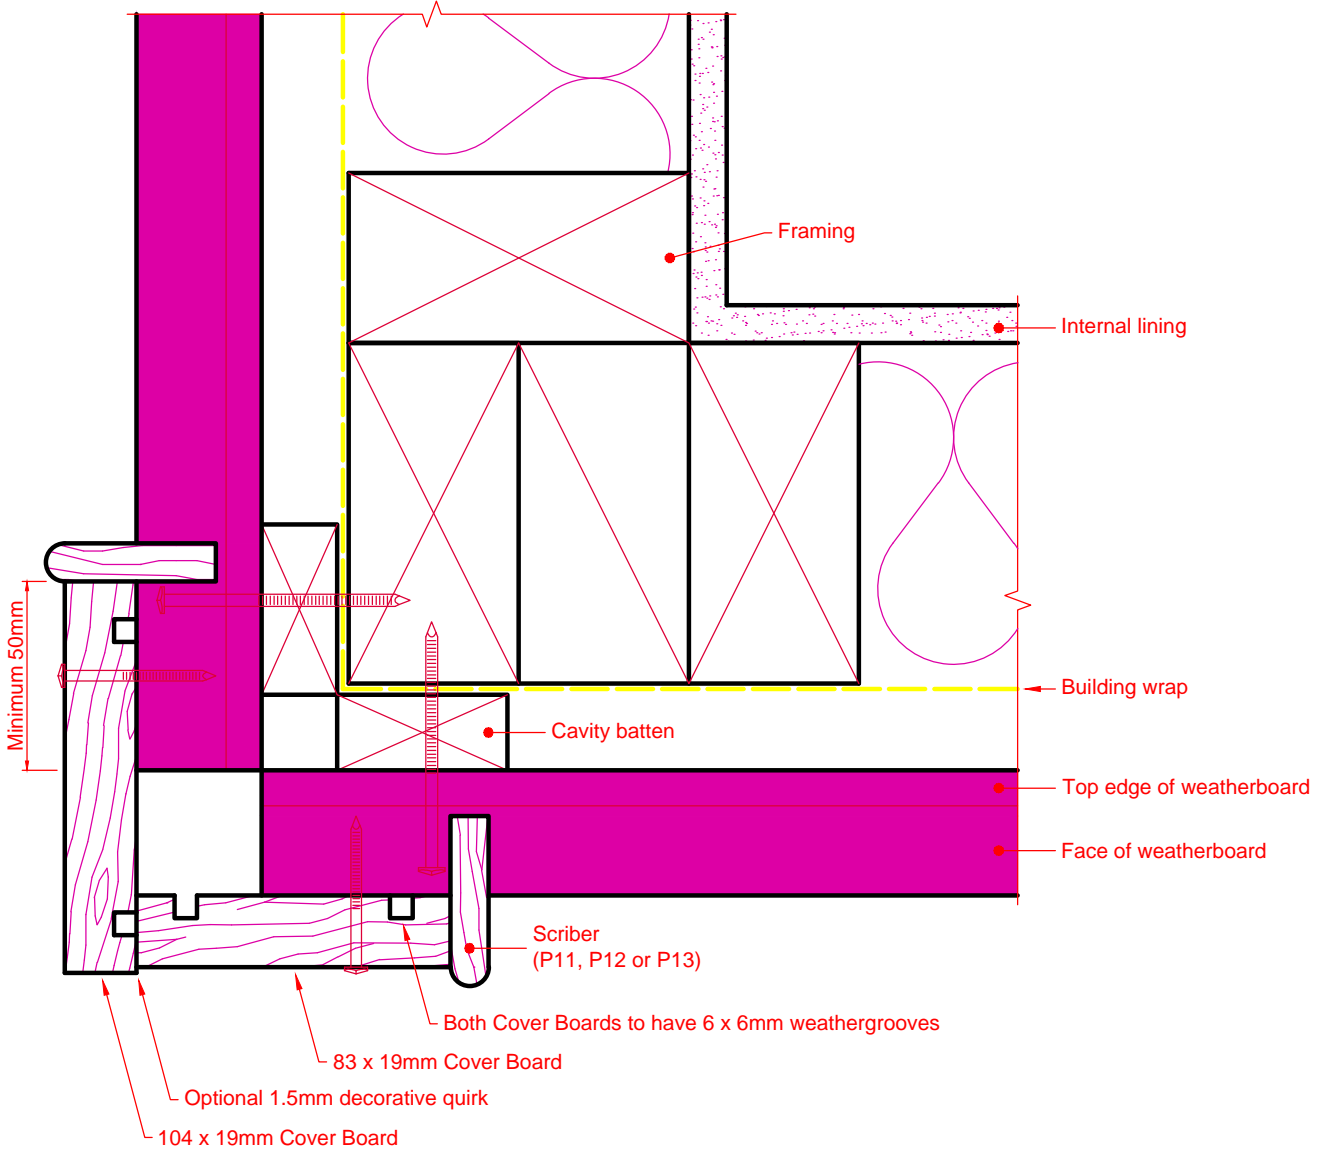 Framing
Internal lining
Minimum 50mm
Building wrap
Cavity batten
Top edge of weatherboard
Face of weatherboard
Scriber
(P11, P12 or P13)
Both Cover Boards to have 6 x 6mm weathergrooves
83 x 19mm Cover Board
Optional 1.5mm decorative quirk
104 x 19mm Cover Board